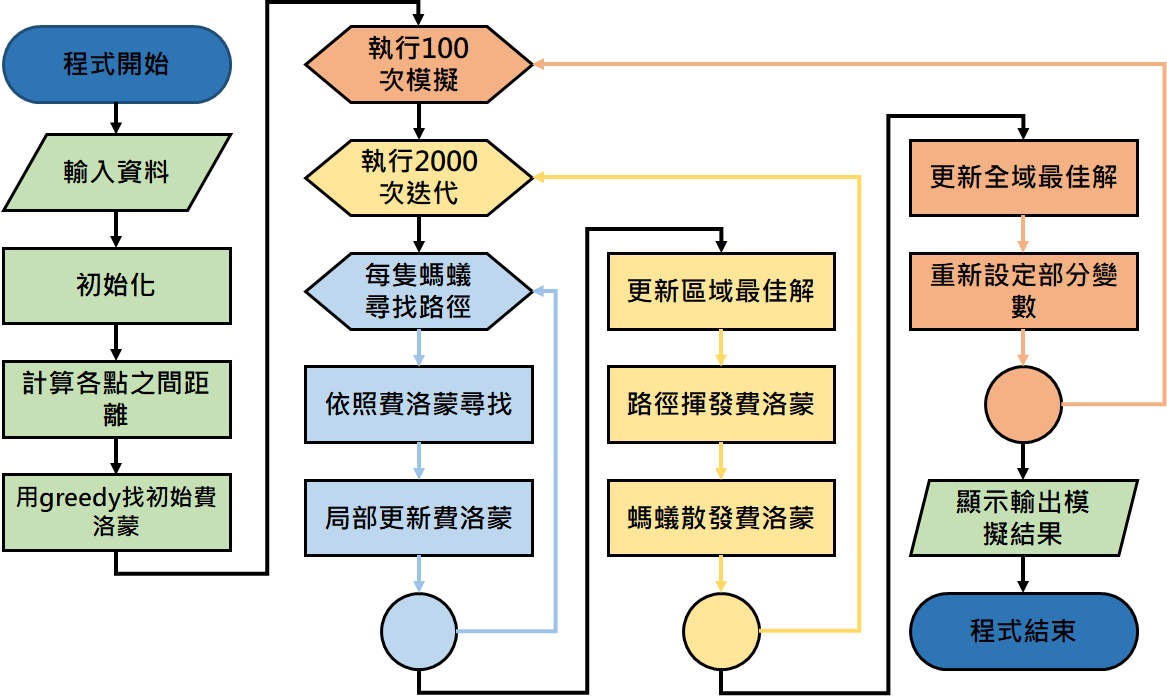 程式開始
輸入資料
初始化
計算各點之間距
離
用greedy找初始費
洛蒙
執行100
次模擬
執行2000
次迭代
每隻螞蟻
尋找路徑
依照費洛蒙尋找
局部更新費洛蒙
更新區域最佳解
路徑揮發費洛蒙
螞蟻散發費洛蒙
更新全域最佳解
重新設定部分變
數
顯示輸出模
擬結果
程式結束